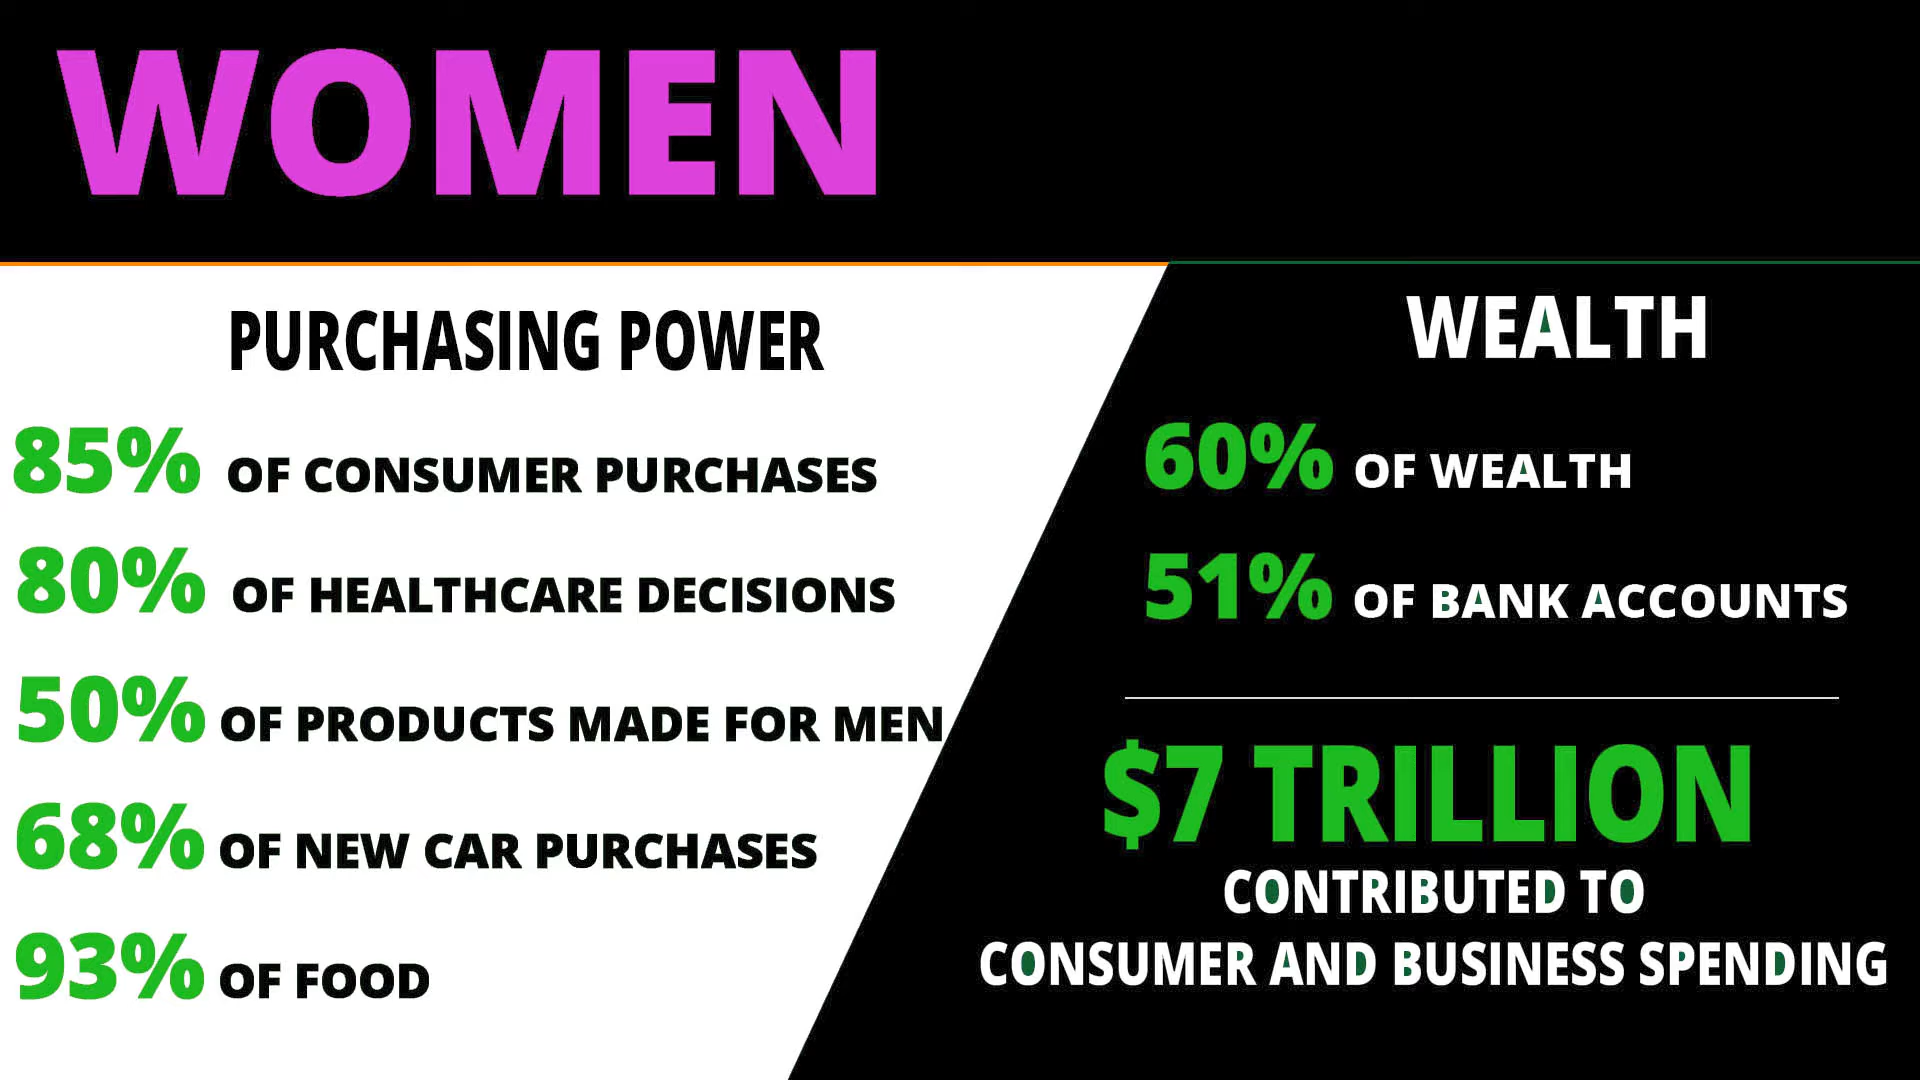 WOMEN
PURCHASING POWER
85% OF CONSUMER PURCHASES
80% OF HEALTHCARE DECISIONS
50% OF PRODUCTS MADE FOR MEN
68% OF NEW CAR PURCHASES
93% OF FOOD
WEALTH
60% OF WEALTH
51% OF BANK ACCOUNTS
$7 TRILLION
CONTRIBUTED TO
CONSUMER AND BUSINESS SPENDING